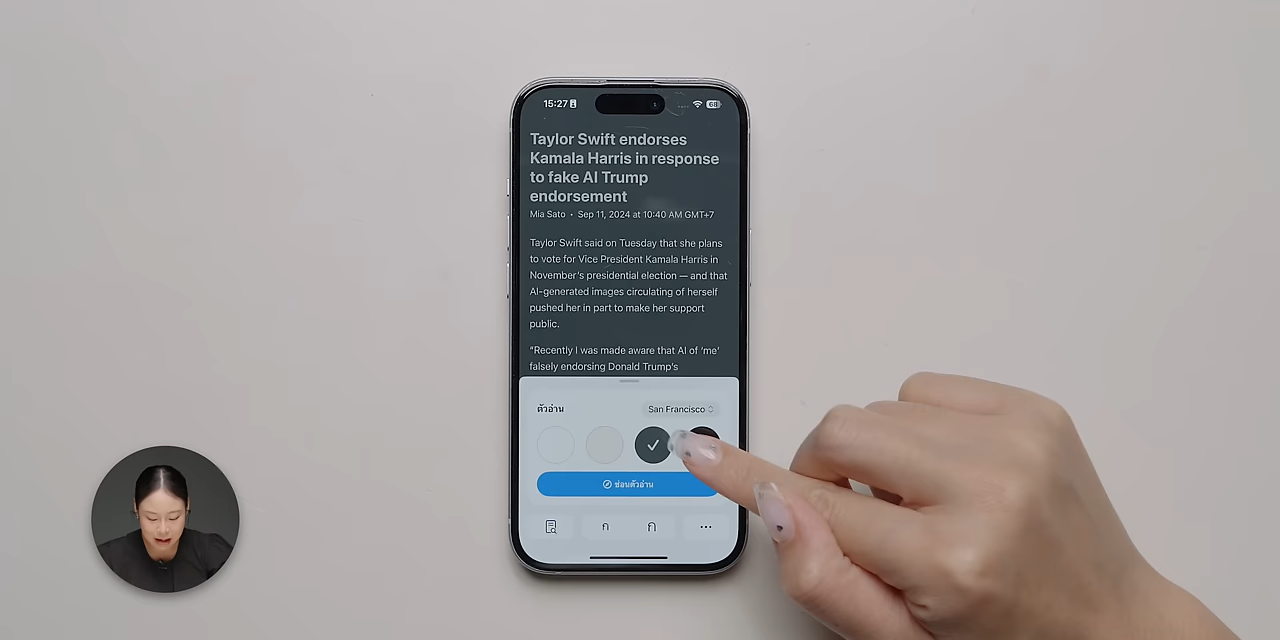 15:27
68
Taylor Swift endorses
Kamala Harris in response
to fake AI Trump
endorsement
Mia Sato • Sep 11, 2024 at 10:40 AM GMT+7
Taylor Swift said on Tuesday that she plans
to vote for Vice President Kamala Harris in
November's presidential election — and that
AI-generated images circulating of herself
pushed her in part to make her support
public.
“Recently I was made aware that AI of ‘me’
falsely endorsing Donald Trump's
ตัวอ่าน
San Francisco
ซ่อนตัวอ่าน
ก ก